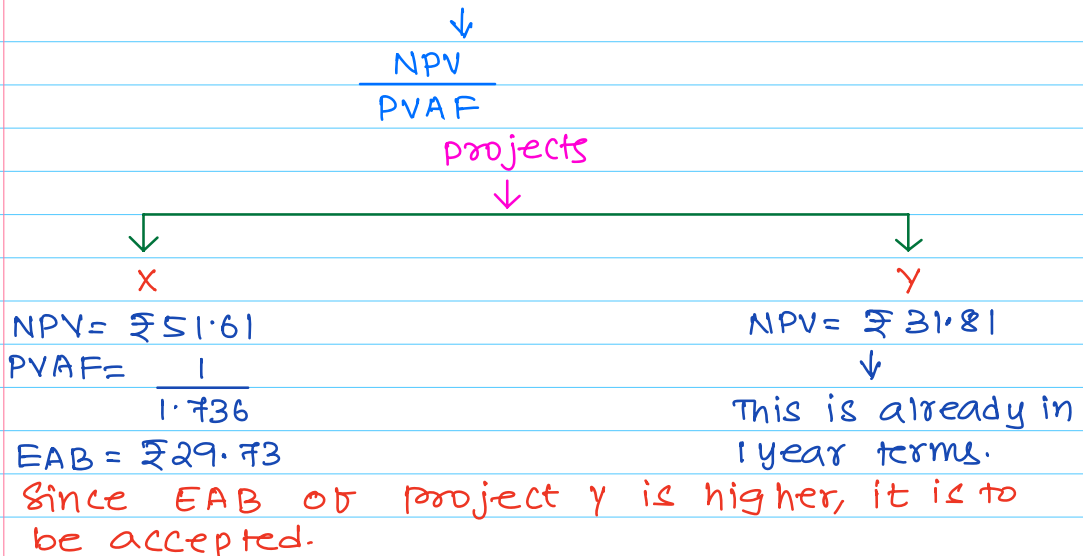 NPV
PVAF
projects
X Y
NPV= ₹51.61 NPV= ₹31.81
PVAF= 1
1.736 This is already in
EAB = ₹29.73 1 year terms.
Since EAB of project Y is higher, it is to
be accepted.